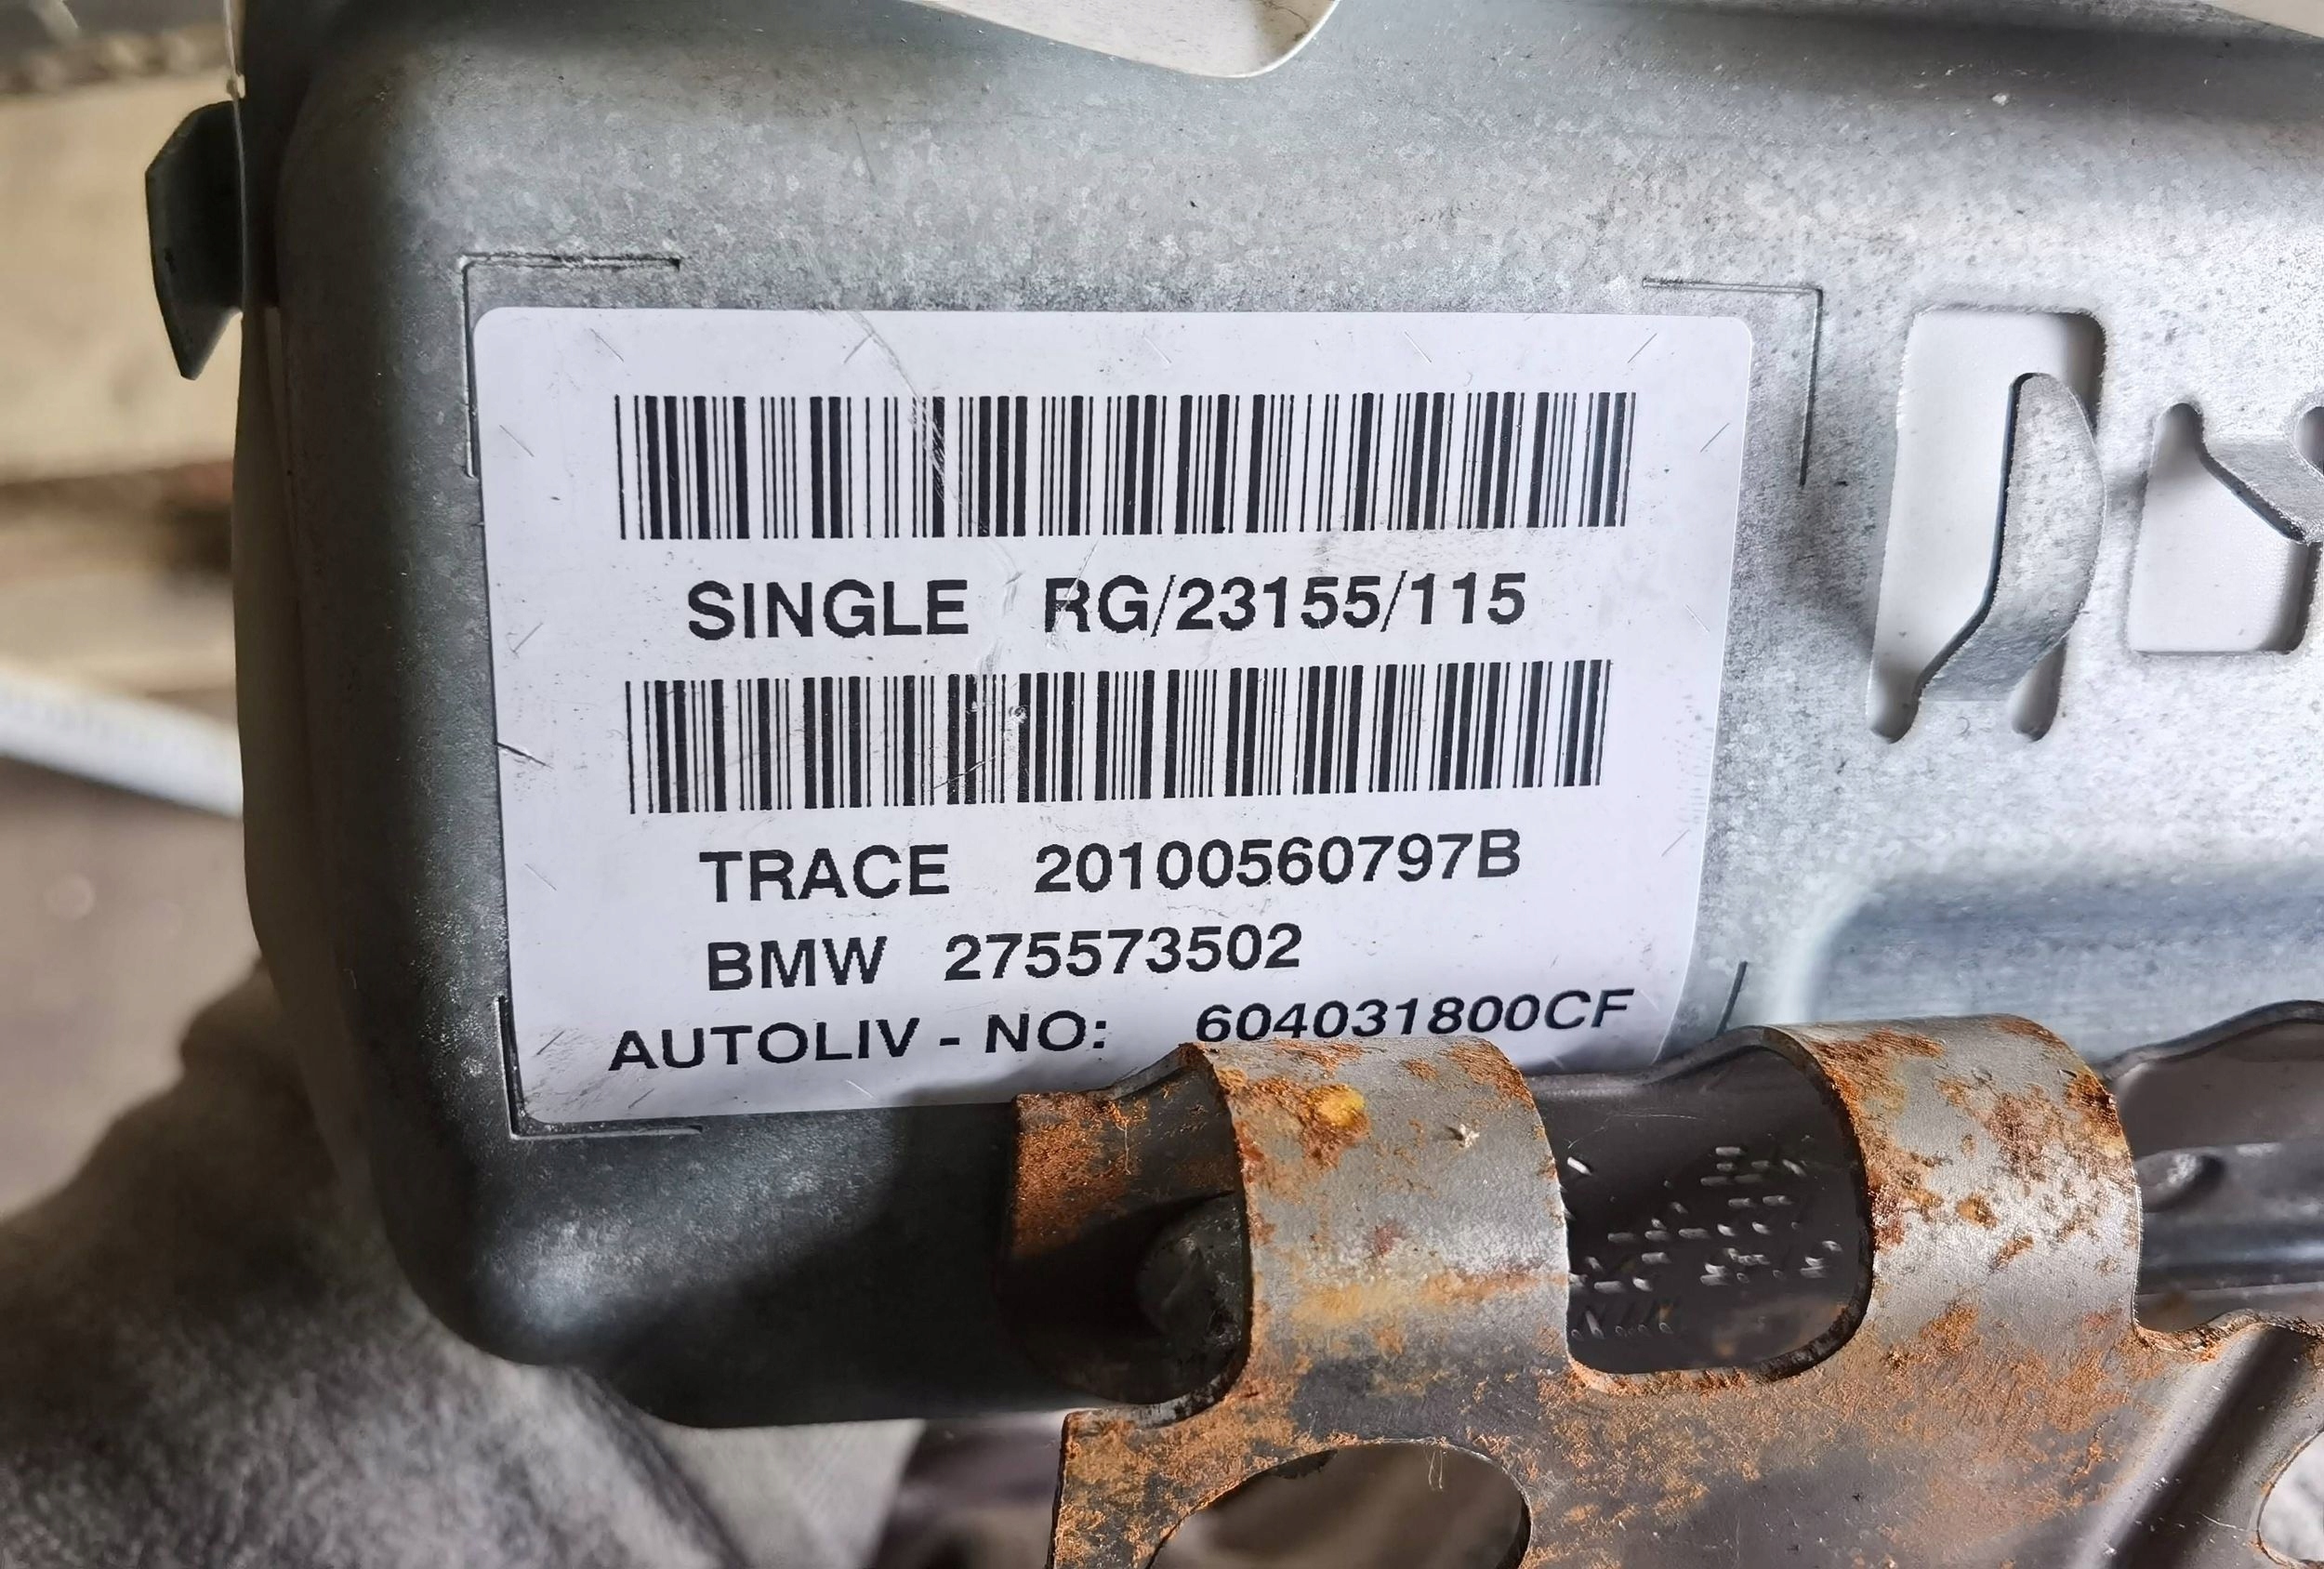 SINGLE RG/23155/115
TRACE 20100560797B
BMW 275573502
AUTOLIV - NO: 604031800CF